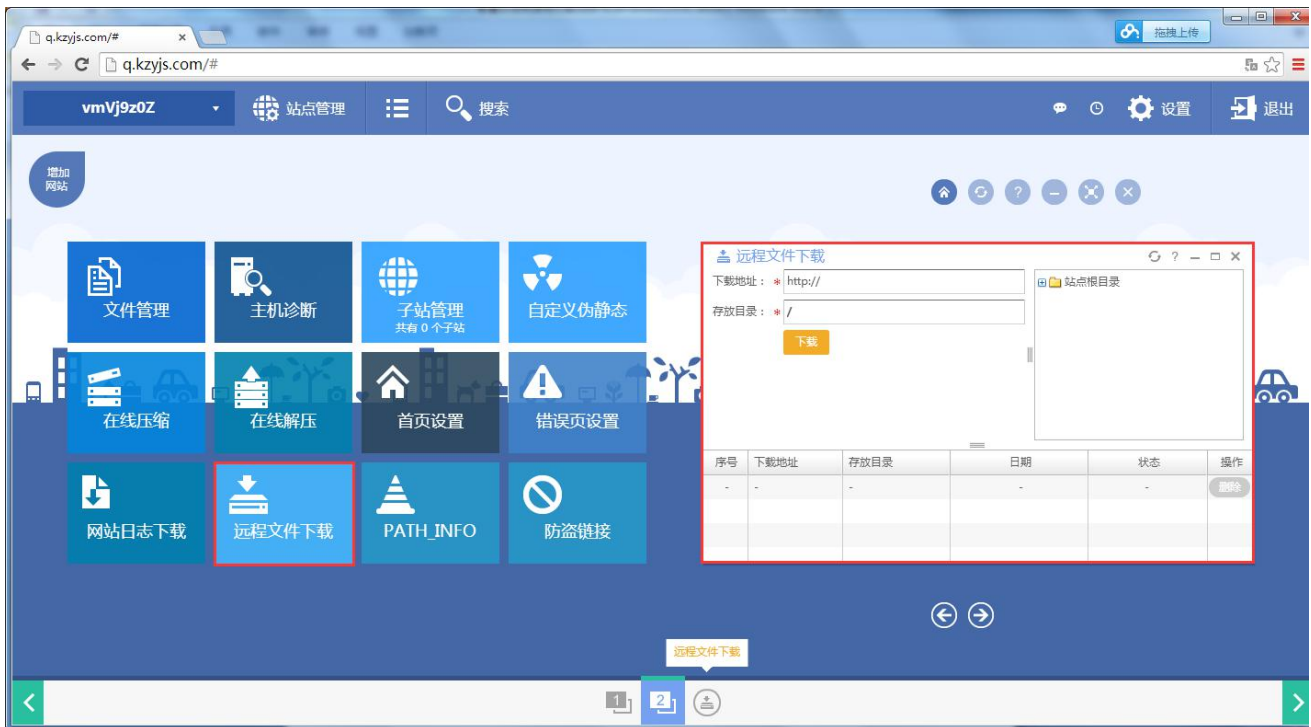 q.kzyjs.com/#
拖拽上传
q.kzyjs.com/#
vmVj9z0Z
站点管理
搜索
设置
退出
增加
网站
文件管理
主机诊断
子站管理
共有 0 个子站
自定义伪静态
在线压缩
在线解压
首页设置
错误页设置
网站日志下载
远程文件下载
PATH_INFO
防盗链接
远程文件下载
下载地址： * http://
存放目录： * /
下载
站点根目录
序号 下载地址 存放目录 日期 状态 操作
- - - - - 删除
远程文件下载
1 2